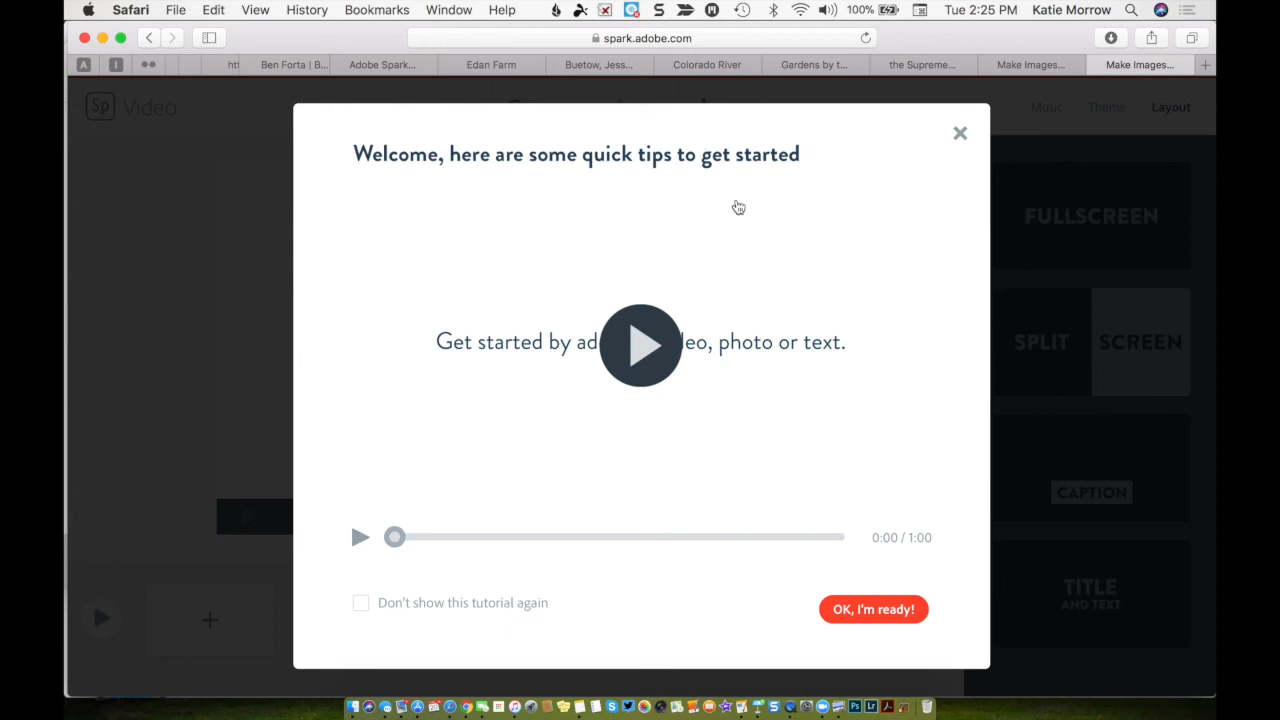 Safari File Edit View History Bookmarks Window Help 100% Tue 2:25 PM Katie Morrow
spark.adobe.com
A I Ben Forta | B... Adobe Spark... Edan Farm Buetow, Jess... Colorado River Gardens by t... the Supreme... Make Images... Make Images...
Sp Video Music Theme Layout
Welcome, here are some quick tips to get started
FULLSCREEN
Get started by ad eo, photo or text.
SPLIT SCREEN
CAPTION
0:00 / 1:00
TITLE
AND TEXT
Don't show this tutorial again
OK, I'm ready!